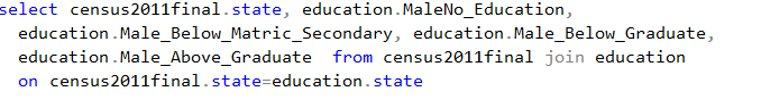 select census2011final.state, education.MaleNo_Education,
education.Male_Below_Matric_Secondary, education.Male_Below_Graduate,
education.Male_Above_Graduate  from census2011final join education
on census2011final.state=education.state